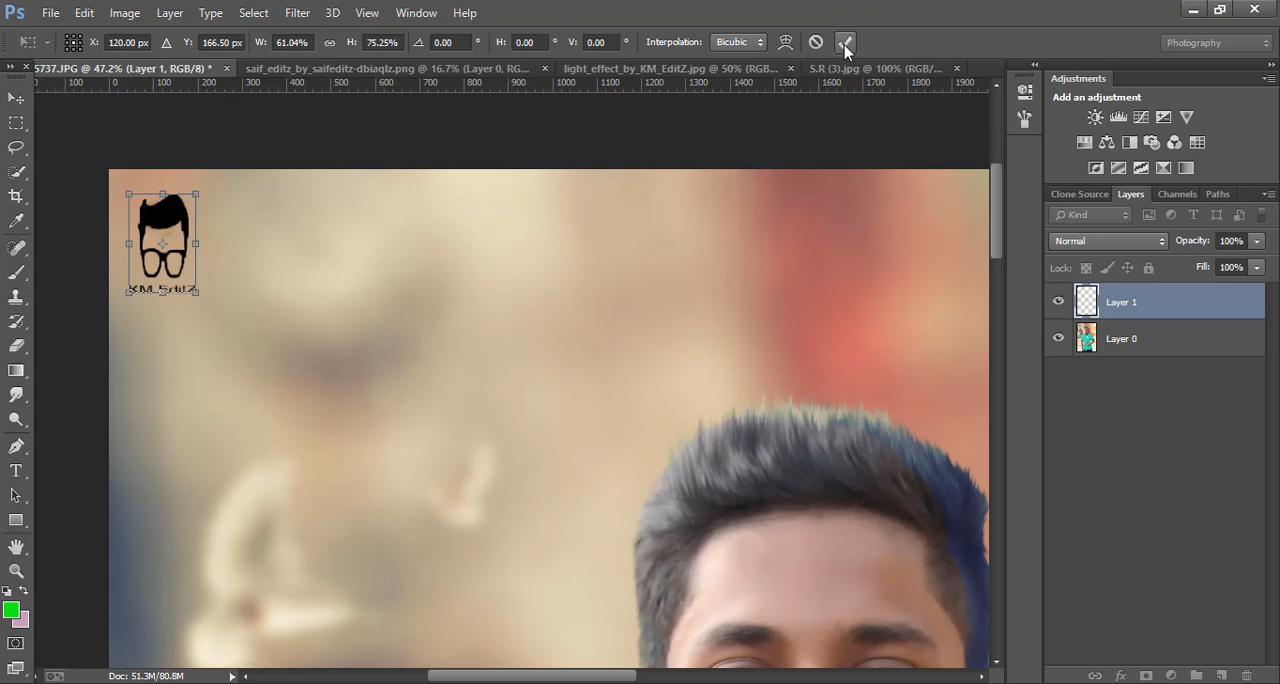 Ps File Edit Image Layer Type Select Filter 3D View Window Help
X: 120.00 px Y: 166.50 px W: 61.04% H: 75.25% 0.00 ° H: 0.00 ° V: 0.00 ° Interpolation: Bicubic Photography
5737.JPG @ 47.2% (Layer 1, RGB/8) * × saif_editz_by_saifeditz-dbiaqlz.png @ 16.7% (Layer 0, RG... × light_effect_by_KM_EditZ.jpg @ 50% (RGB... × S.R (3).jpg @ 100% (RGB/... ×
100 0 100 200 300 400 500 600 700 800 900 1000 1100 1200 1300 1400 1500 1600 1700 1800 1900
Adjustments
Add an adjustment
Clone Source Layers Channels Paths
Kind
Normal Opacity: 100%
Lock: Fill: 100%
Layer 1
Layer 0
KM_EditZ
Doc: 51.3M/80.8M